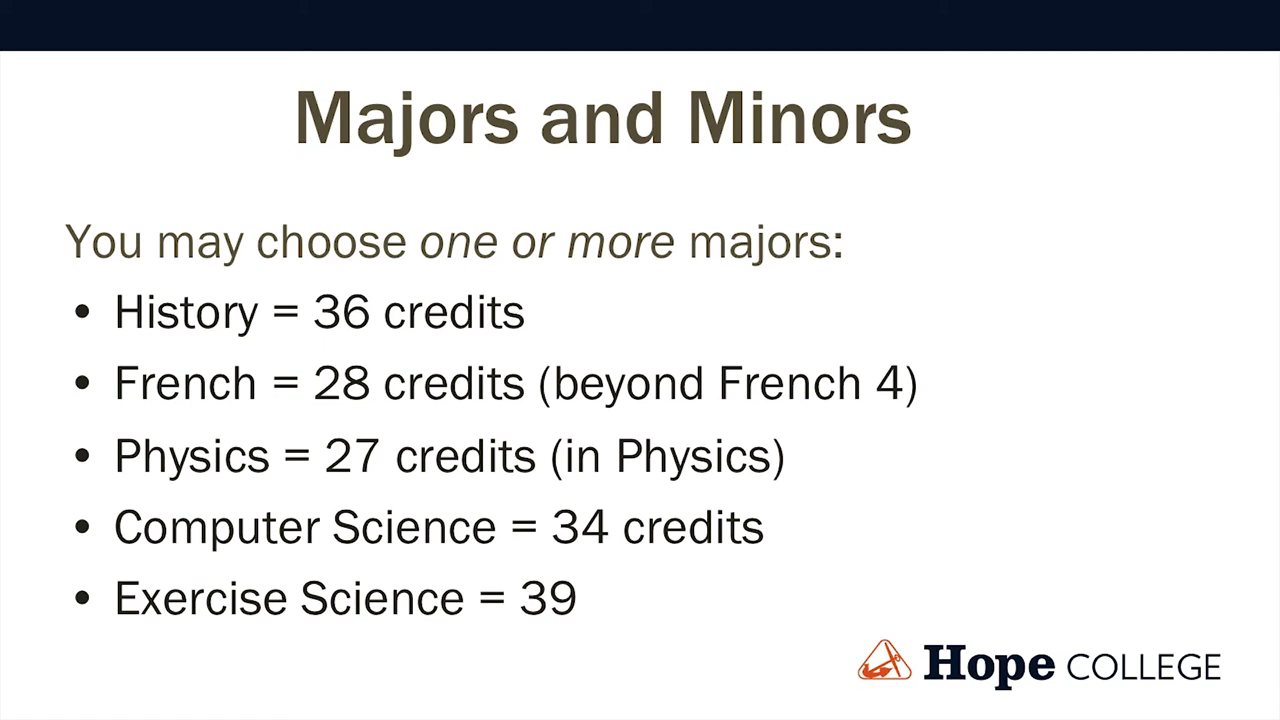 Majors and Minors
You may choose one or more majors:
• History = 36 credits
• French = 28 credits (beyond French 4)
• Physics = 27 credits (in Physics)
• Computer Science = 34 credits
• Exercise Science = 39
Hope COLLEGE